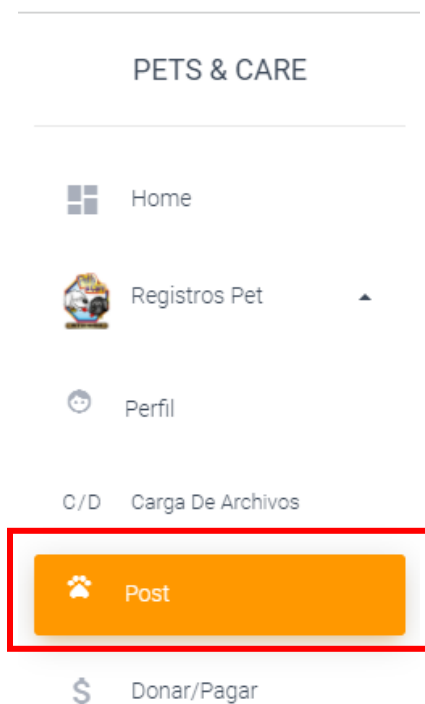 PETS & CARE
Home
Registros Pet
Perfil
C/D Carga De Archivos
Post
$ Donar/Pagar